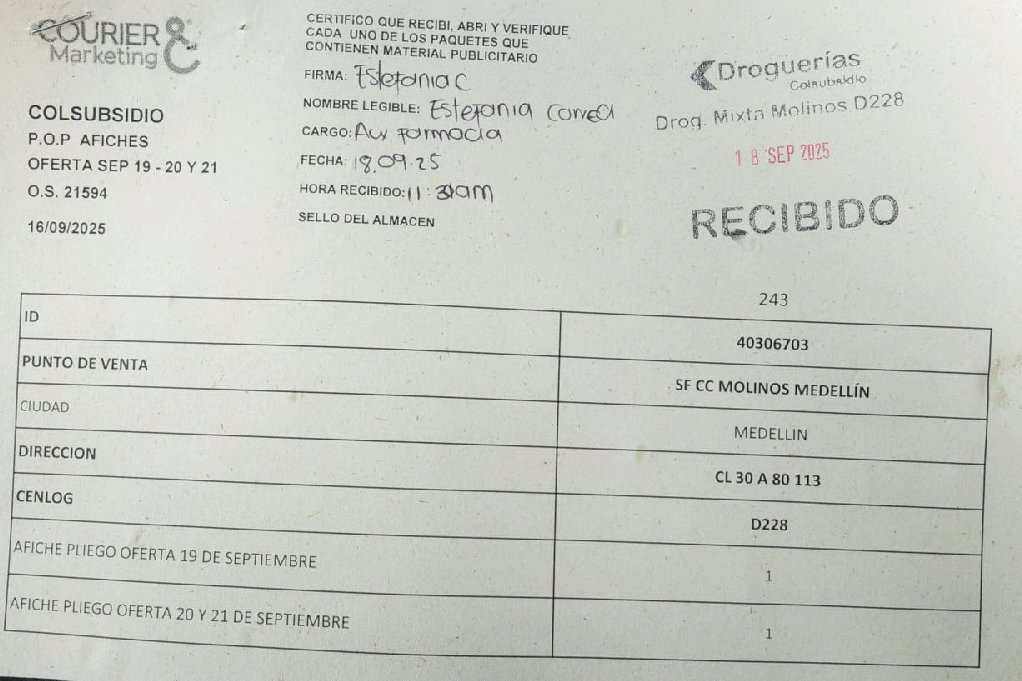 COURIER &
Marketing
COLSUBSIDIO
P.O.P AFICHES
OFERTA SEP 19 - 20 Y 21
O.S. 21594
16/09/2025
CERTIFICO QUE RECIBI, ABRI Y VERIFIQUE
CADA UNO DE LOS PAQUETES QUE
CONTIENEN MATERIAL PUBLICITARIO
FIRMA: Estefania C
NOMBRE LEGIBLE: Estefania Correa
CARGO: Aux Farmacia
FECHA: 18.09.25
HORA RECIBIDO: 11:30am
SELLO DEL ALMACEN
Droguerías
Colsubsidio
Drog. Mixta Molinos D228
18 SEP 2025
RECIBIDO
243
ID 40306703
PUNTO DE VENTA SF CC MOLINOS MEDELLÍN
CIUDAD MEDELLIN
DIRECCION CL 30 A 80 113
CENLOG D228
AFICHE PLIEGO OFERTA 19 DE SEPTIEMBRE 1
AFICHE PLIEGO OFERTA 20 Y 21 DE SEPTIEMBRE 1